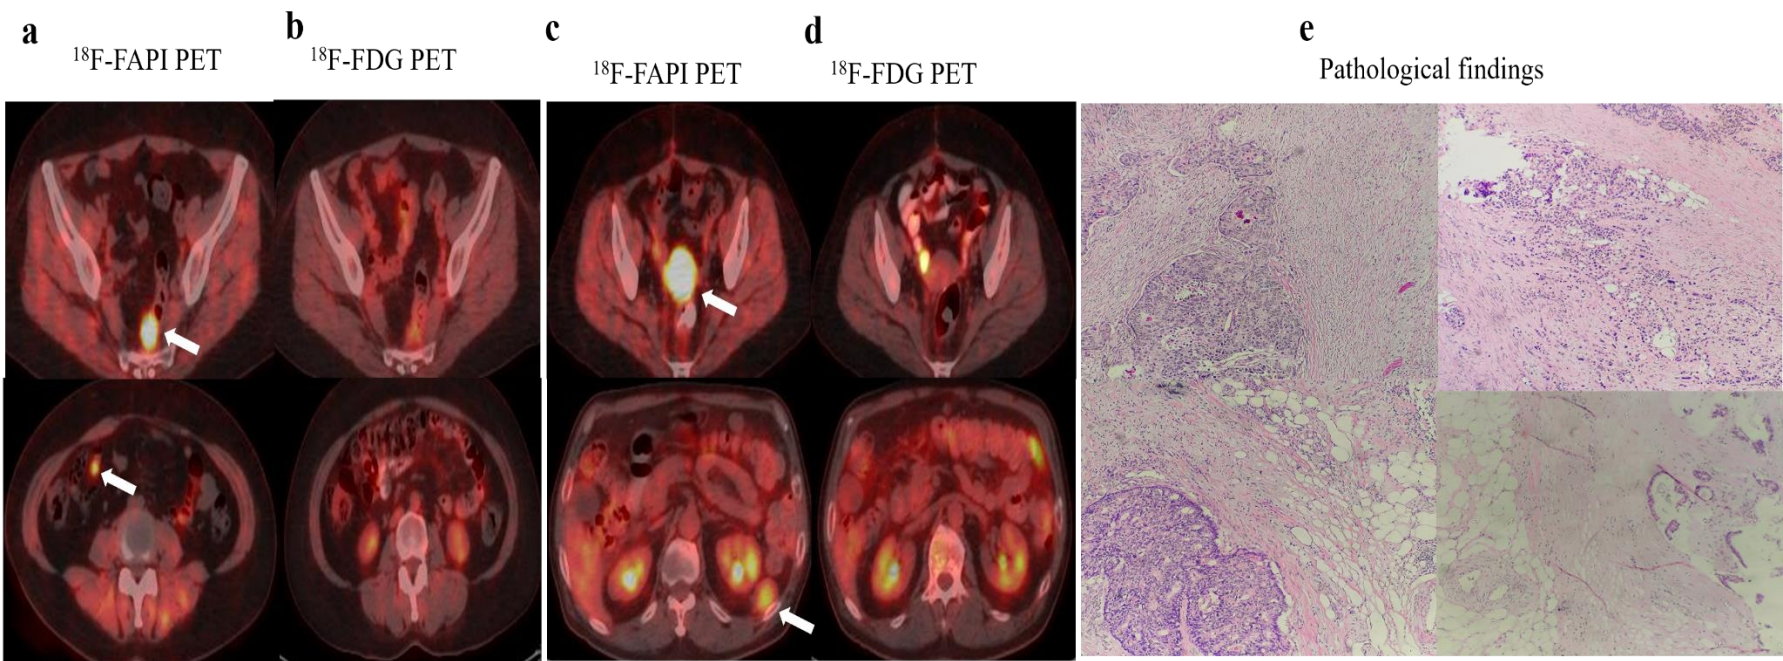 a
¹⁸F-FAPI PET
b
¹⁸F-FDG PET
c
¹⁸F-FAPI PET
d
¹⁸F-FDG PET
e
Pathological findings